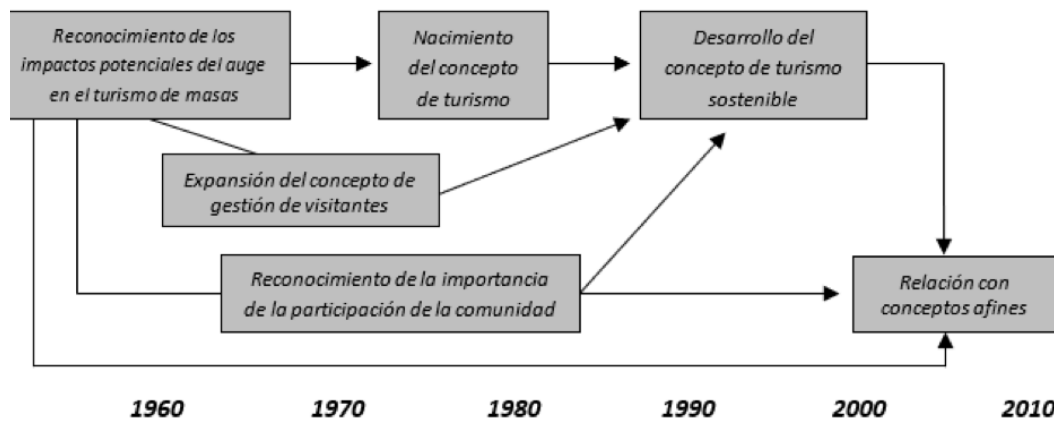 Reconocimiento de los
impactos potenciales del auge
en el turismo de masas
Nacimiento
del concepto
de turismo
Desarrollo del
concepto de turismo
sostenible
Expansión del concepto de
gestión de visitantes
Reconocimiento de la importancia
de la participación de la comunidad
Relación con
conceptos afines
1960 1970 1980 1990 2000 2010